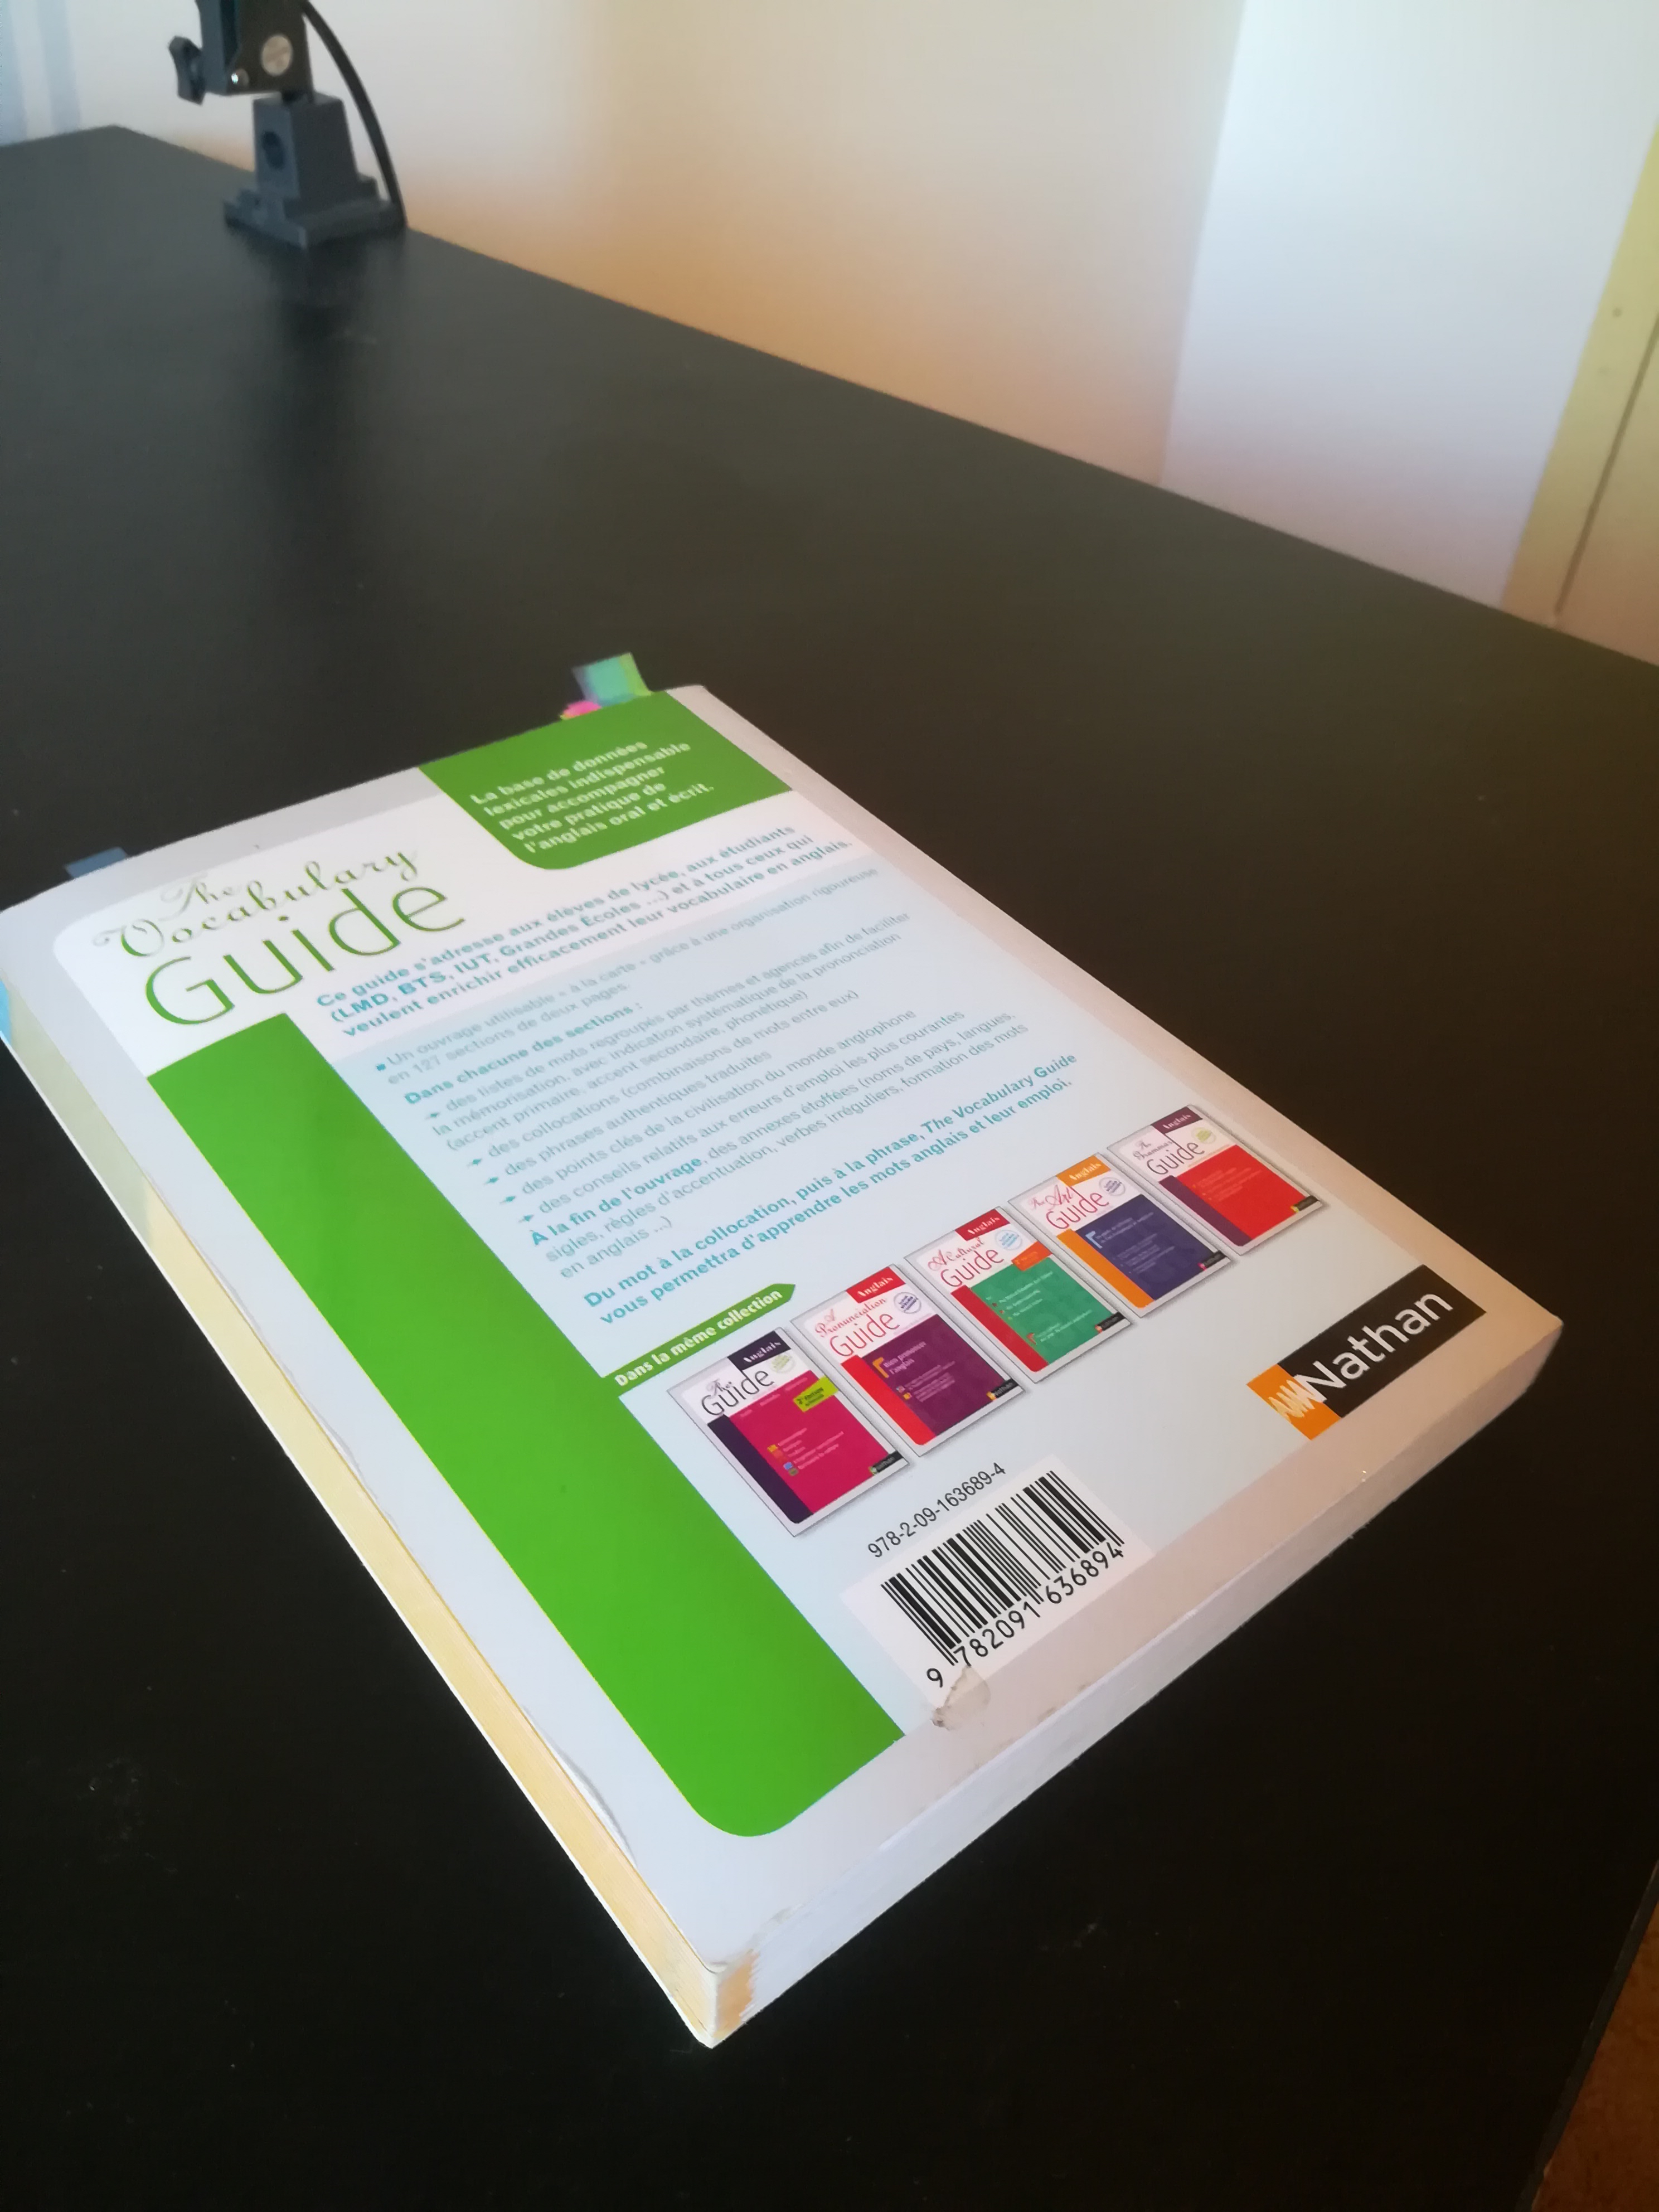 La base de données
lexicales indispensable
pour accompagner
votre pratique de
l'anglais oral et écrit.
The
Vocabulary
Guide
Ce guide s'adresse aux élèves de lycée, aux étudiants
(LMD, BTS, IUT, Grandes Écoles ...) et à tous ceux qui
veulent enrichir efficacement leur vocabulaire en anglais.
Un ouvrage utilisable « à la carte » grâce à une organisation rigoureuse
en 127 sections de deux pages.
Dans chacune des sections :
des listes de mots regroupés par thèmes et agencés afin de faciliter
la mémorisation, avec indication systématique de la prononciation
(accent primaire, accent secondaire, phonétique)
des collocations (combinaisons de mots entre eux)
des phrases authentiques traduites
des points clés de la civilisation du monde anglophone
des conseils relatifs aux erreurs d'emploi les plus courantes
À la fin de l'ouvrage, des annexes étoffées (noms de pays, langues,
sigles, règles d'accentuation, verbes irréguliers, formation des mots
en anglais ...)
Du mot à la collocation, puis à la phrase, The Vocabulary Guide
vous permettra d'apprendre les mots anglais et leur emploi.
Dans la même collection
Anglais
The
Guide
Anglais
A
Pronunciation
Guide
Anglais
A Cultural
Guide
Anglais
The Art
Guide
Anglais
Guide
Nathan
978-2-09-163689-4
9 782091 636894